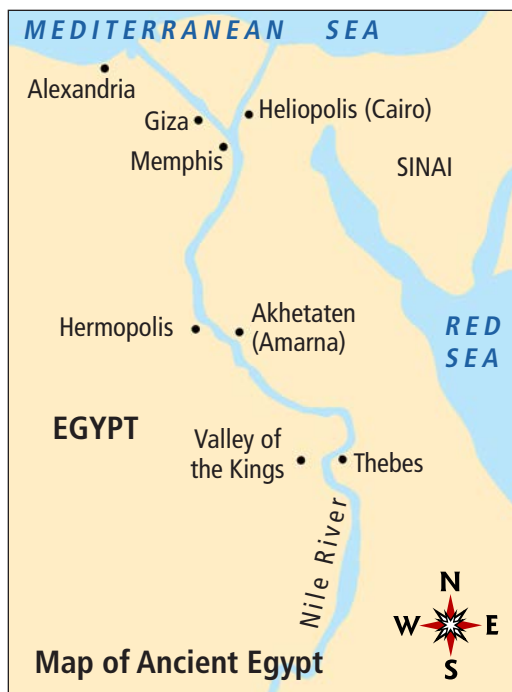 MEDITERRANEAN SEA
Alexandria
Giza
Heliopolis (Cairo)
Memphis
SINAI
Hermopolis
Akhetaten
(Amarna)
RED
SEA
EGYPT
Valley of
the Kings
Thebes
Nile River
N
W E
S
Map of Ancient Egypt